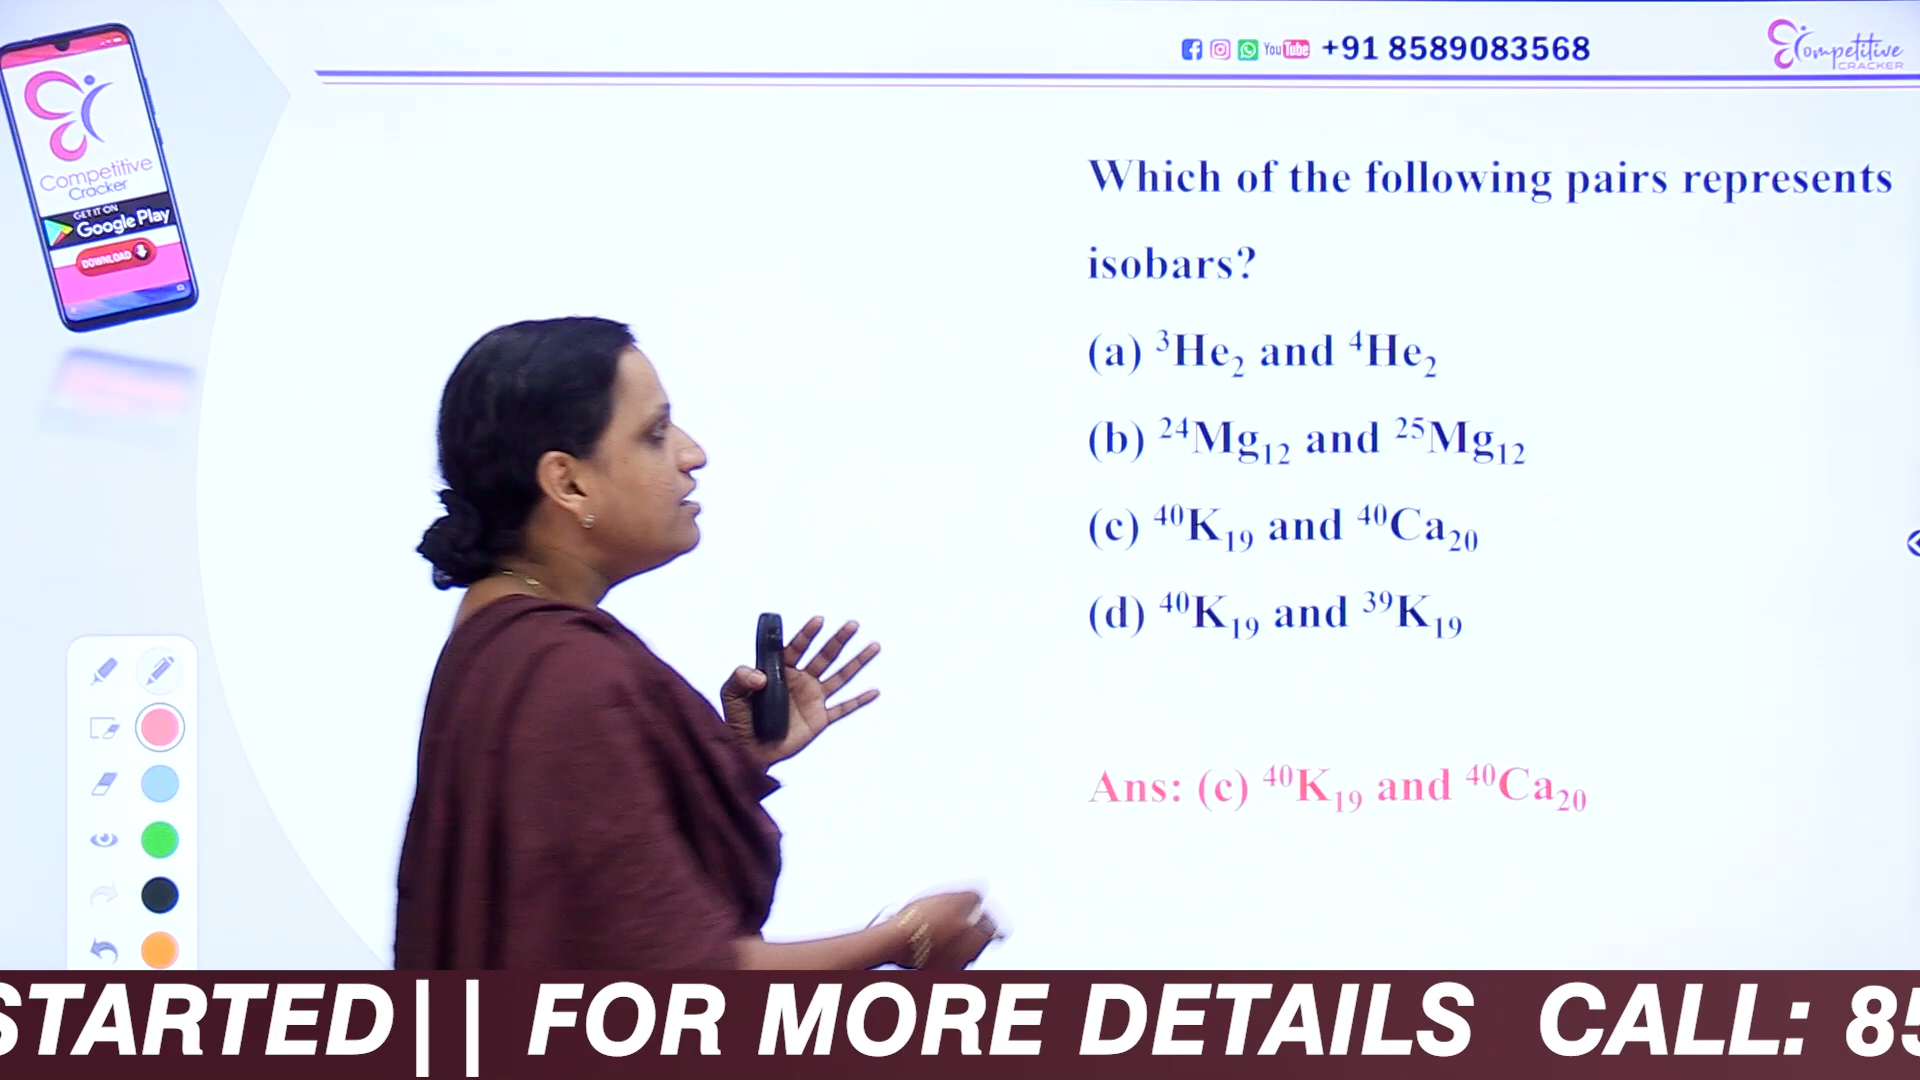 You Tube +91 8589083568
Competitive
CRACKER
Competitive
Cracker
GET IT ON
Google Play
DOWNLOAD
Which of the following pairs represents
isobars?
(a) ³He₂ and ⁴He₂
(b) ²⁴Mg₁₂ and ²⁵Mg₁₂
(c) ⁴⁰K₁₉ and ⁴⁰Ca₂₀
(d) ⁴⁰K₁₉ and ³⁹K₁₉
Ans: (c) ⁴⁰K₁₉ and ⁴⁰Ca₂₀
STARTED|| FOR MORE DETAILS CALL: 85